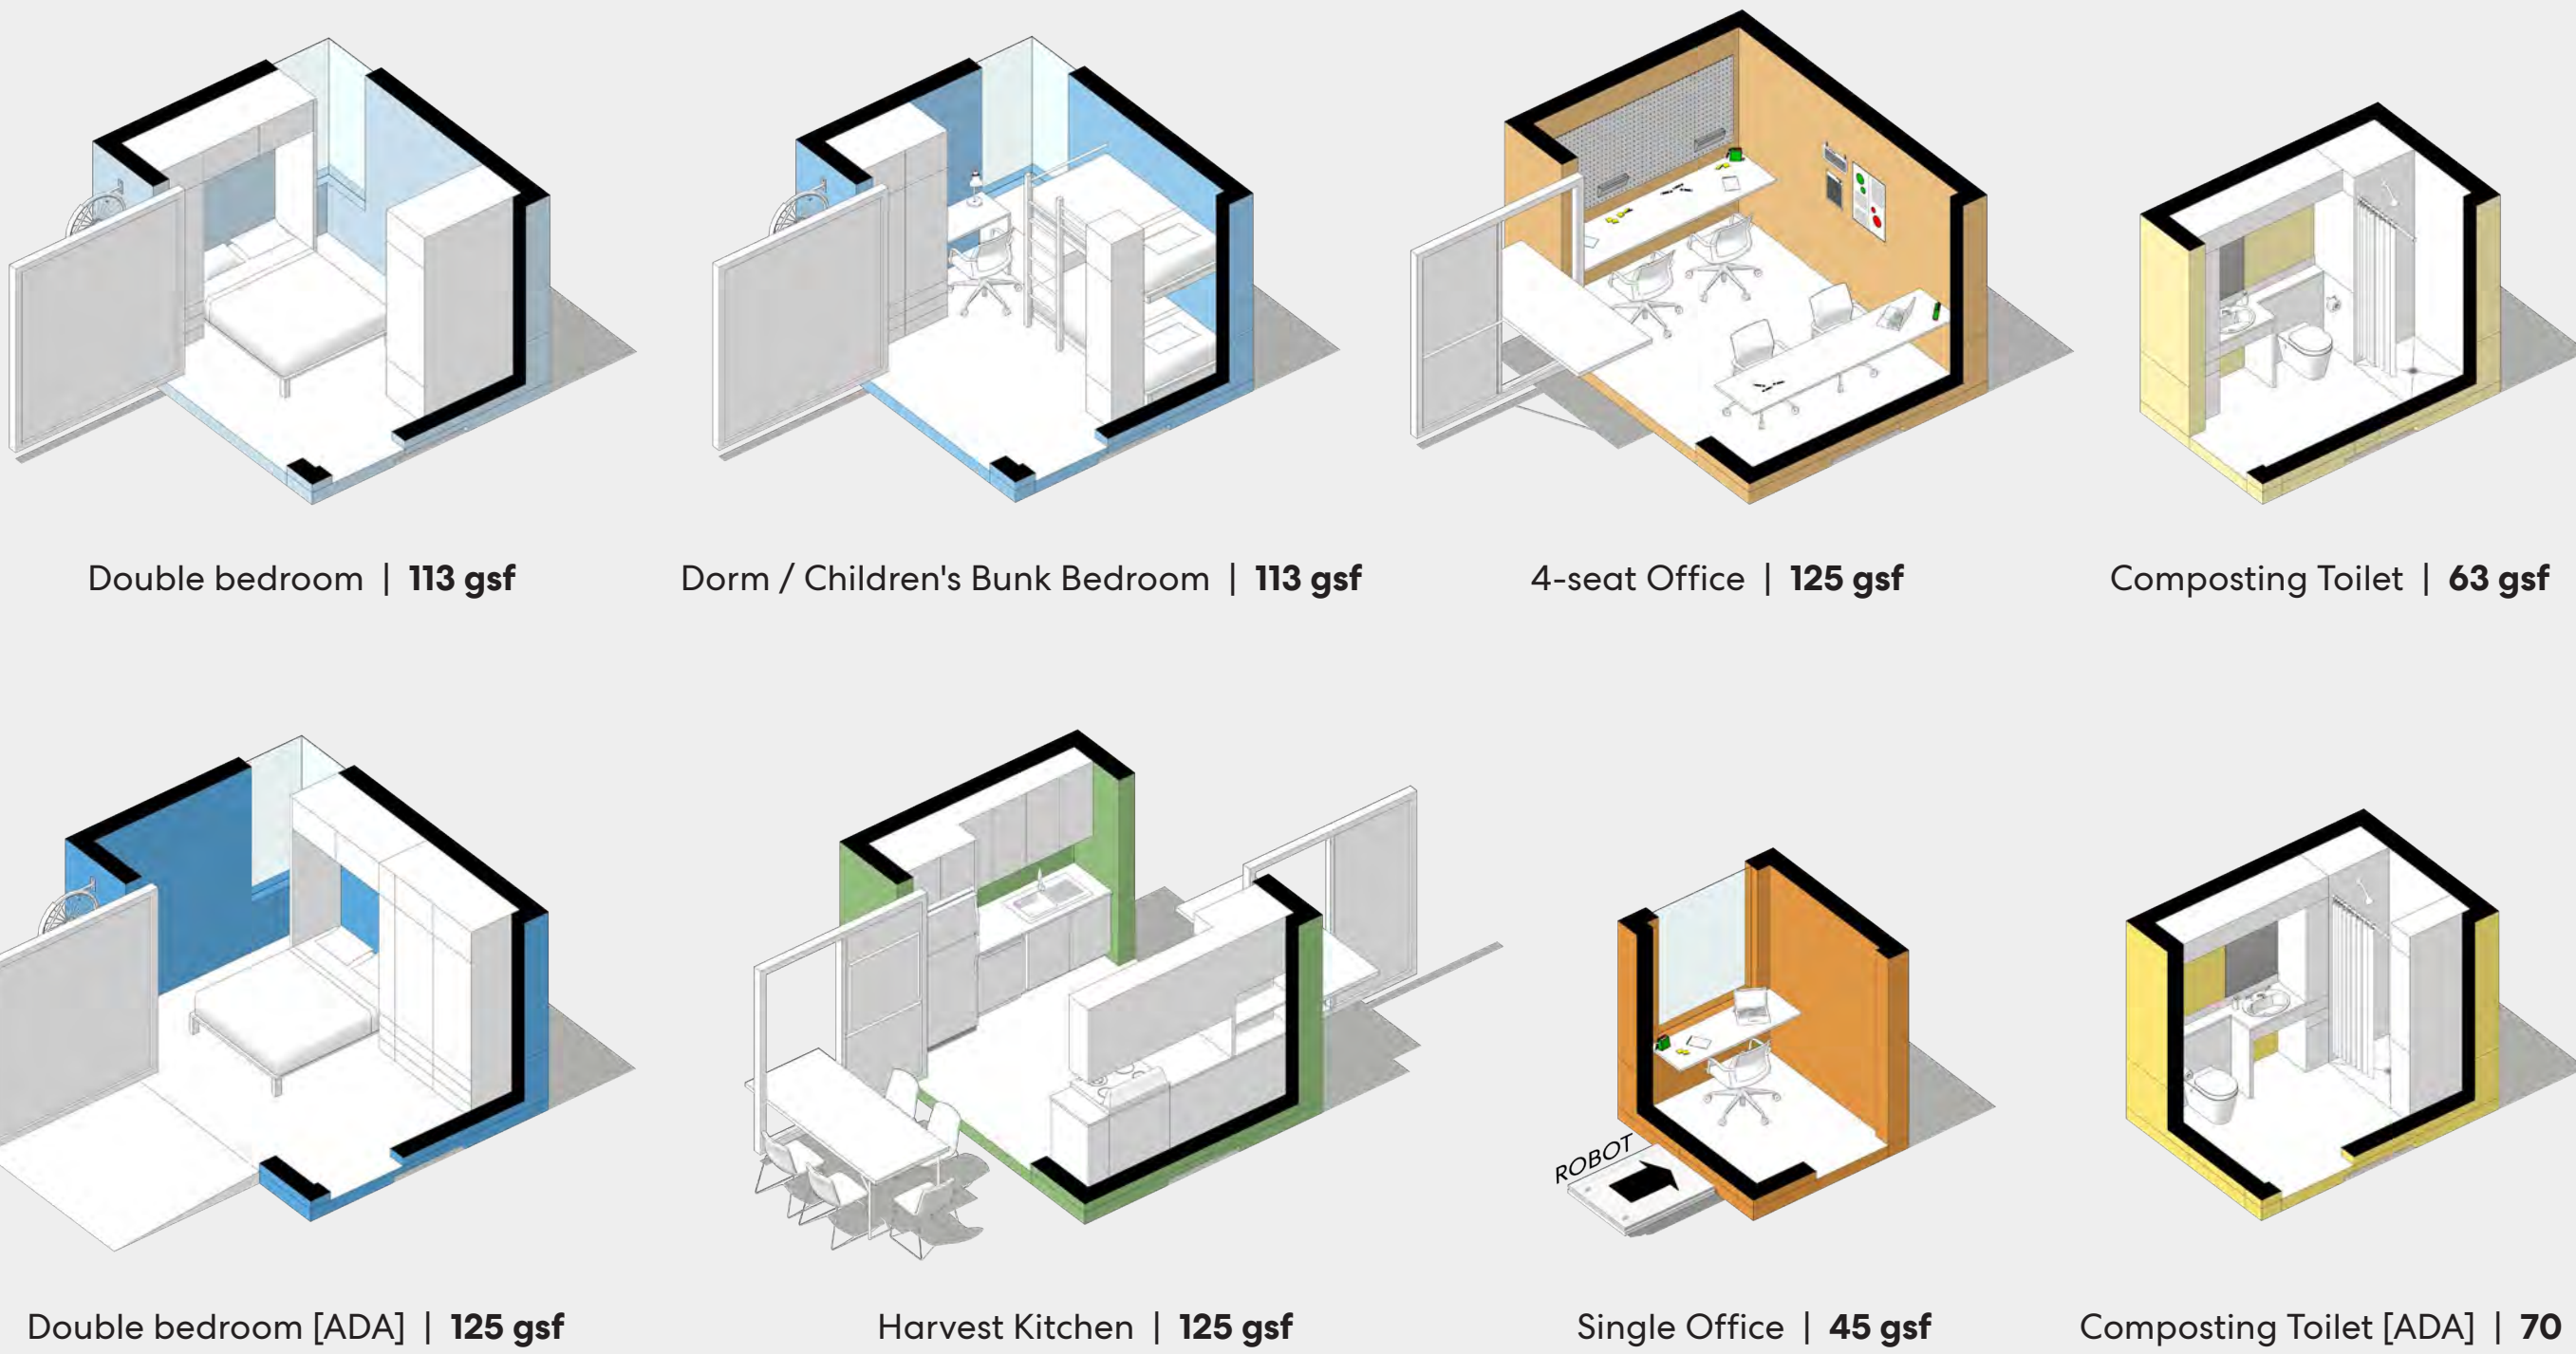 Double bedroom | 113 gsf
Dorm / Children's Bunk Bedroom | 113 gsf
4-seat Office | 125 gsf
Composting Toilet | 63 gsf
ROBOT
Double bedroom [ADA] | 125 gsf
Harvest Kitchen | 125 gsf
Single Office | 45 gsf
Composting Toilet [ADA] | 70